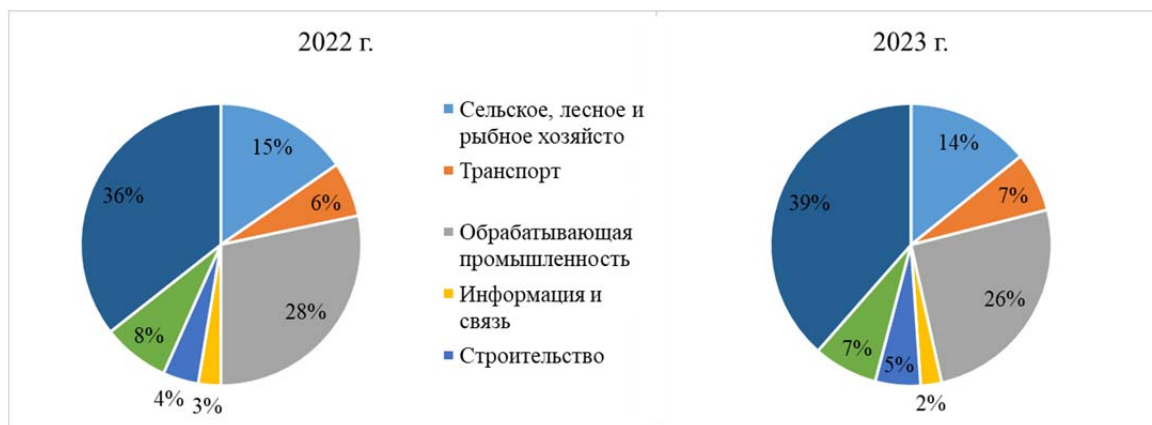 2022 г.
15%
6%
28%
3%
4%
8%
36%
Сельское, лесное и
рыбное хозяйсто
Транспорт
Обрабатывающая
промышленность
Информация и
связь
Строительство
2023 г.
14%
7%
26%
2%
5%
7%
39%